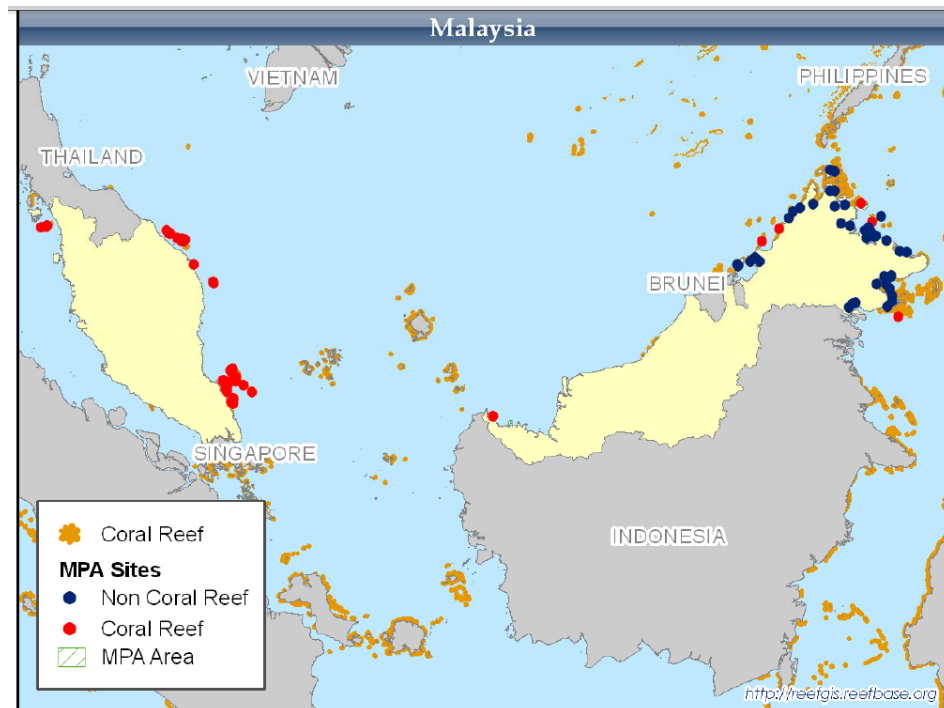 Malaysia
VIETNAM
PHILIPPINES
THAILAND
BRUNEI
SINGAPORE
INDONESIA
Coral Reef
MPA Sites
Non Coral Reef
Coral Reef
MPA Area
http://reefgis.reefbase.org